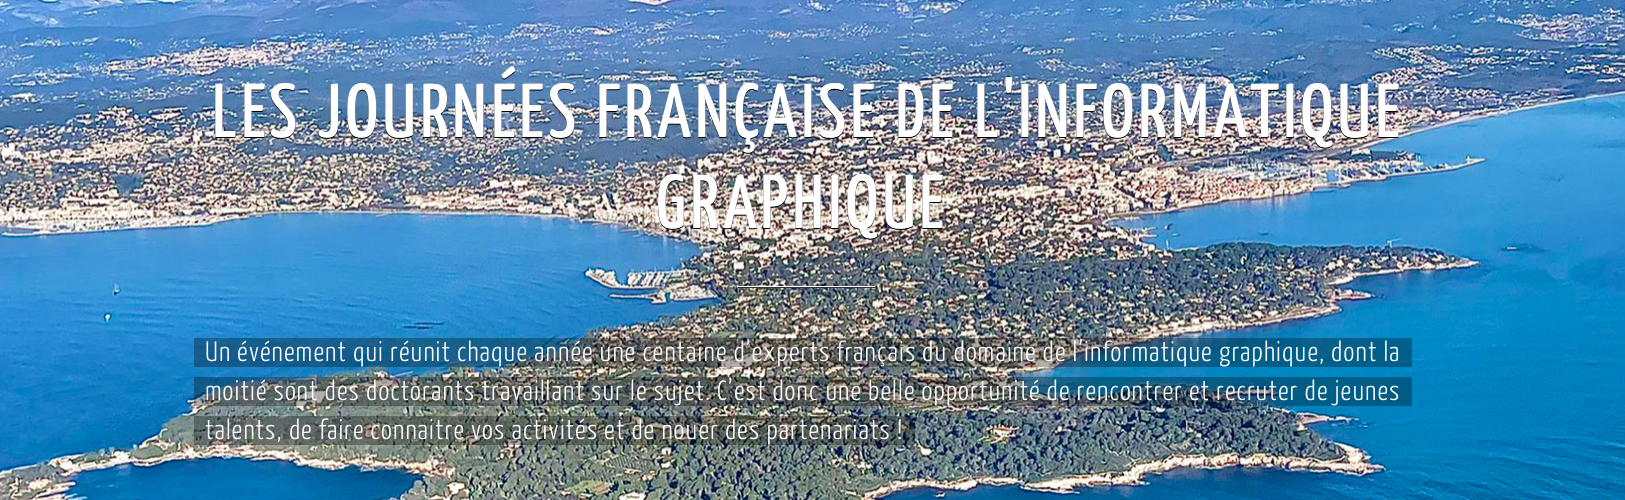 LES JOURNÉES FRANÇAISE DE L'INFORMATIQUE
GRAPHIQUE
Un événement qui réunit chaque année une centaine d'experts français du domaine de l'informatique graphique, dont la
moitié sont des doctorants travaillant sur le sujet. C'est donc une belle opportunité de rencontrer et recruter de jeunes
talents, de faire connaitre vos activités et de nouer des partenariats !